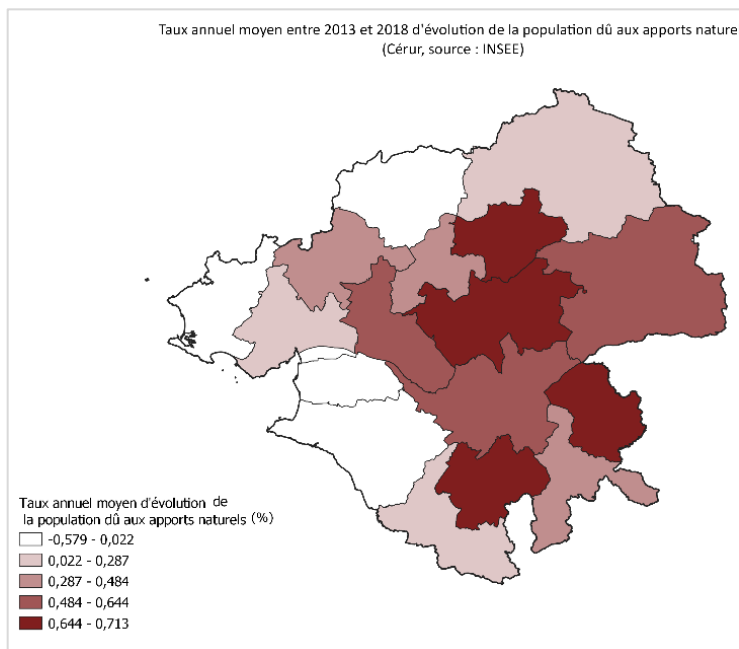 Taux annuel moyen entre 2013 et 2018 d'évolution de la population dû aux apports nature
(Cérur, source : INSEE)
Taux annuel moyen d'évolution de
la population dû aux apports naturels (%)
-0,579 - 0,022
0,022 - 0,287
0,287 - 0,484
0,484 - 0,644
0,644 - 0,713